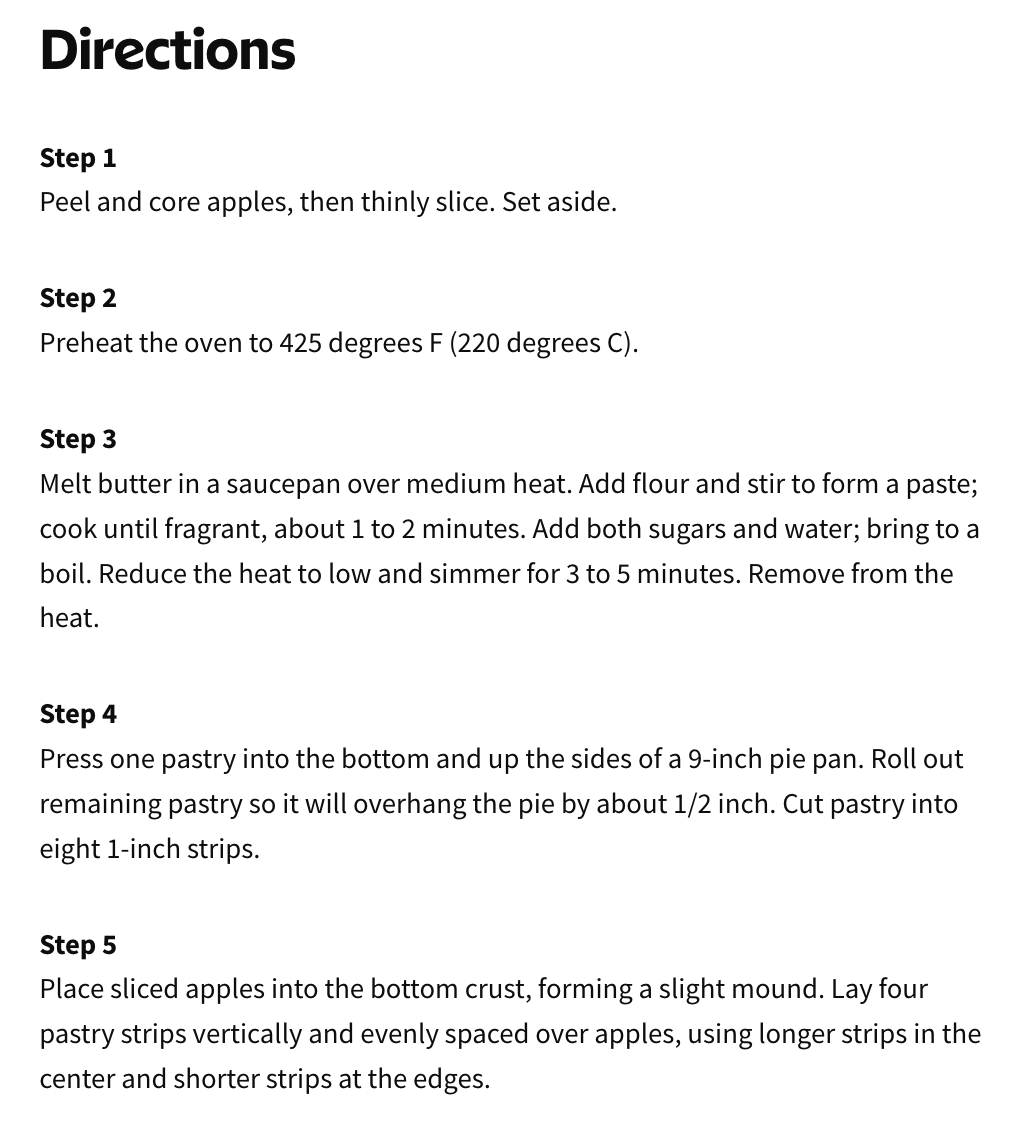 Directions
Step 1
Peel and core apples, then thinly slice. Set aside.
Step 2
Preheat the oven to 425 degrees F (220 degrees C).
Step 3
Melt butter in a saucepan over medium heat. Add flour and stir to form a paste;
cook until fragrant, about 1 to 2 minutes. Add both sugars and water; bring to a
boil. Reduce the heat to low and simmer for 3 to 5 minutes. Remove from the
heat.
Step 4
Press one pastry into the bottom and up the sides of a 9-inch pie pan. Roll out
remaining pastry so it will overhang the pie by about 1/2 inch. Cut pastry into
eight 1-inch strips.
Step 5
Place sliced apples into the bottom crust, forming a slight mound. Lay four
pastry strips vertically and evenly spaced over apples, using longer strips in the
center and shorter strips at the edges.